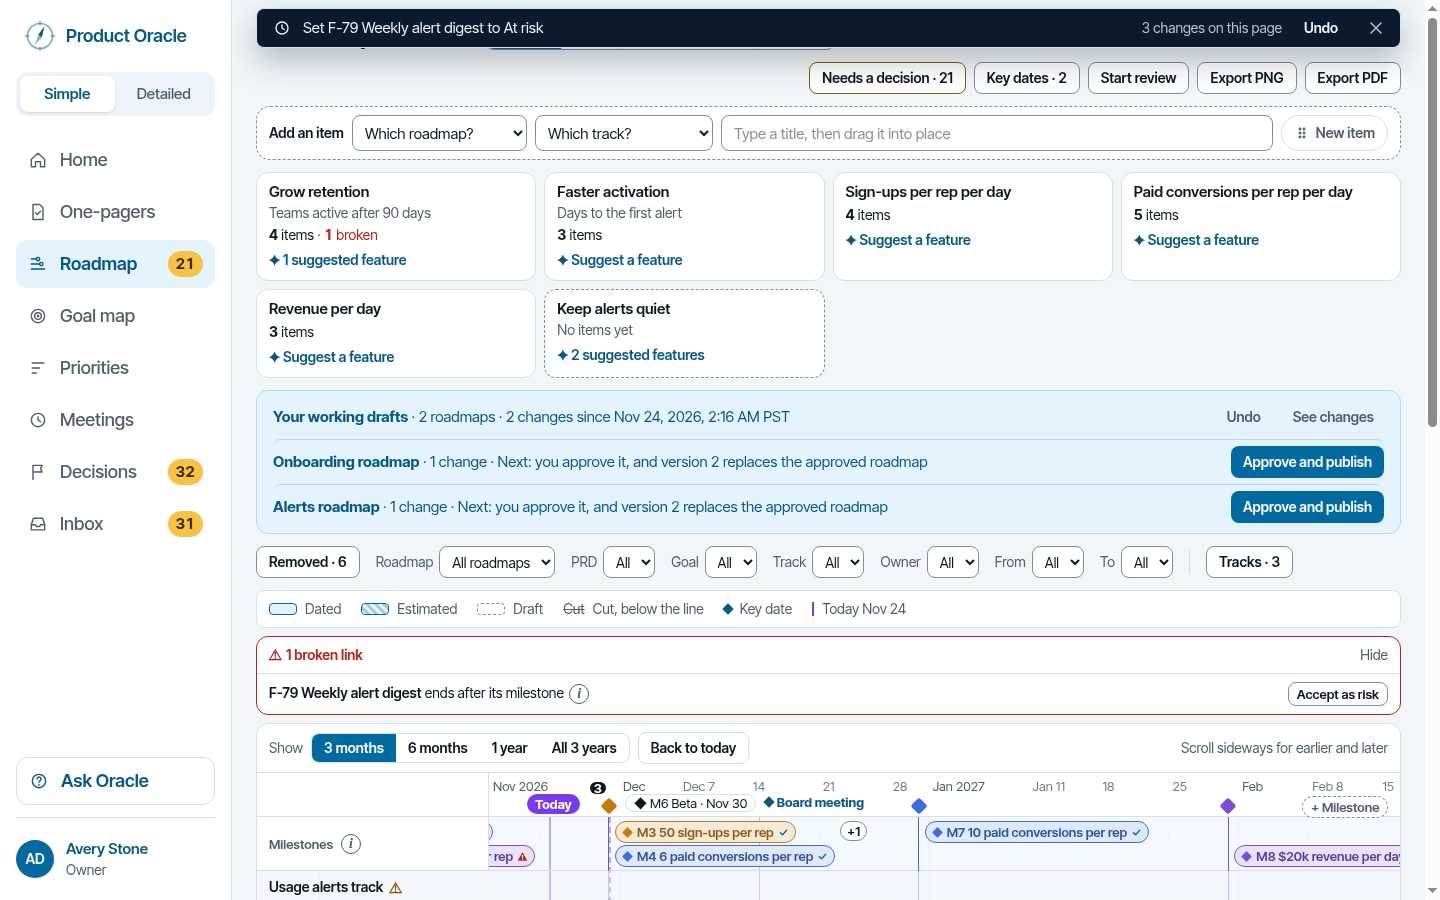 Product Oracle
Simple
Detailed
Home
One-pagers
Roadmap 21
Goal map
Priorities
Meetings
Decisions 32
Inbox 31
Ask Oracle
AD
Avery Stone
Owner
Set F-79 Weekly alert digest to At risk
3 changes on this page Undo
Needs a decision · 21 Key dates · 2 Start review Export PNG Export PDF
Add an item Which roadmap? Which track? Type a title, then drag it into place New item
Grow retention
Teams active after 90 days
4 items · 1 broken
1 suggested feature
Faster activation
Days to the first alert
3 items
Suggest a feature
Sign-ups per rep per day
4 items
Suggest a feature
Paid conversions per rep per day
5 items
Suggest a feature
Revenue per day
3 items
Suggest a feature
Keep alerts quiet
No items yet
2 suggested features
Your working drafts · 2 roadmaps · 2 changes since Nov 24, 2026, 2:16 AM PST Undo See changes
Onboarding roadmap · 1 change · Next: you approve it, and version 2 replaces the approved roadmap Approve and publish
Alerts roadmap · 1 change · Next: you approve it, and version 2 replaces the approved roadmap Approve and publish
Removed · 6 Roadmap All roadmaps PRD All Goal All Track All Owner All From All To All Tracks · 3
Dated Estimated Draft Cut Cut, below the line Key date Today Nov 24
1 broken link Hide
F-79 Weekly alert digest ends after its milestone i Accept as risk
Show 3 months 6 months 1 year All 3 years Back to today Scroll sideways for earlier and later
Nov 2026 3 Dec Dec 7 14 21 28 Jan 2027 Jan 11 18 25 Feb Feb 8 15
Today M6 Beta · Nov 30 Board meeting + Milestone
Milestones i
M3 50 sign-ups per rep +1 M7 10 paid conversions per rep
rep M4 6 paid conversions per rep M8 $20k revenue per day
Usage alerts track